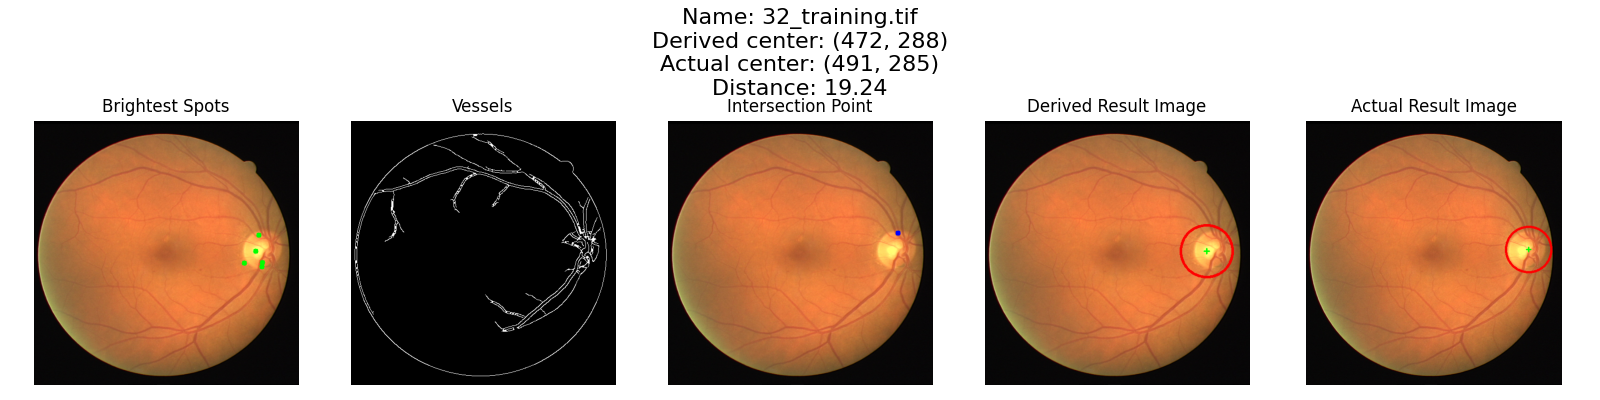 Name: 32_training.tif
Derived center: (472, 288)
Actual center: (491, 285)
Distance: 19.24
Brightest Spots
Vessels
Intersection Point
Derived Result Image
Actual Result Image